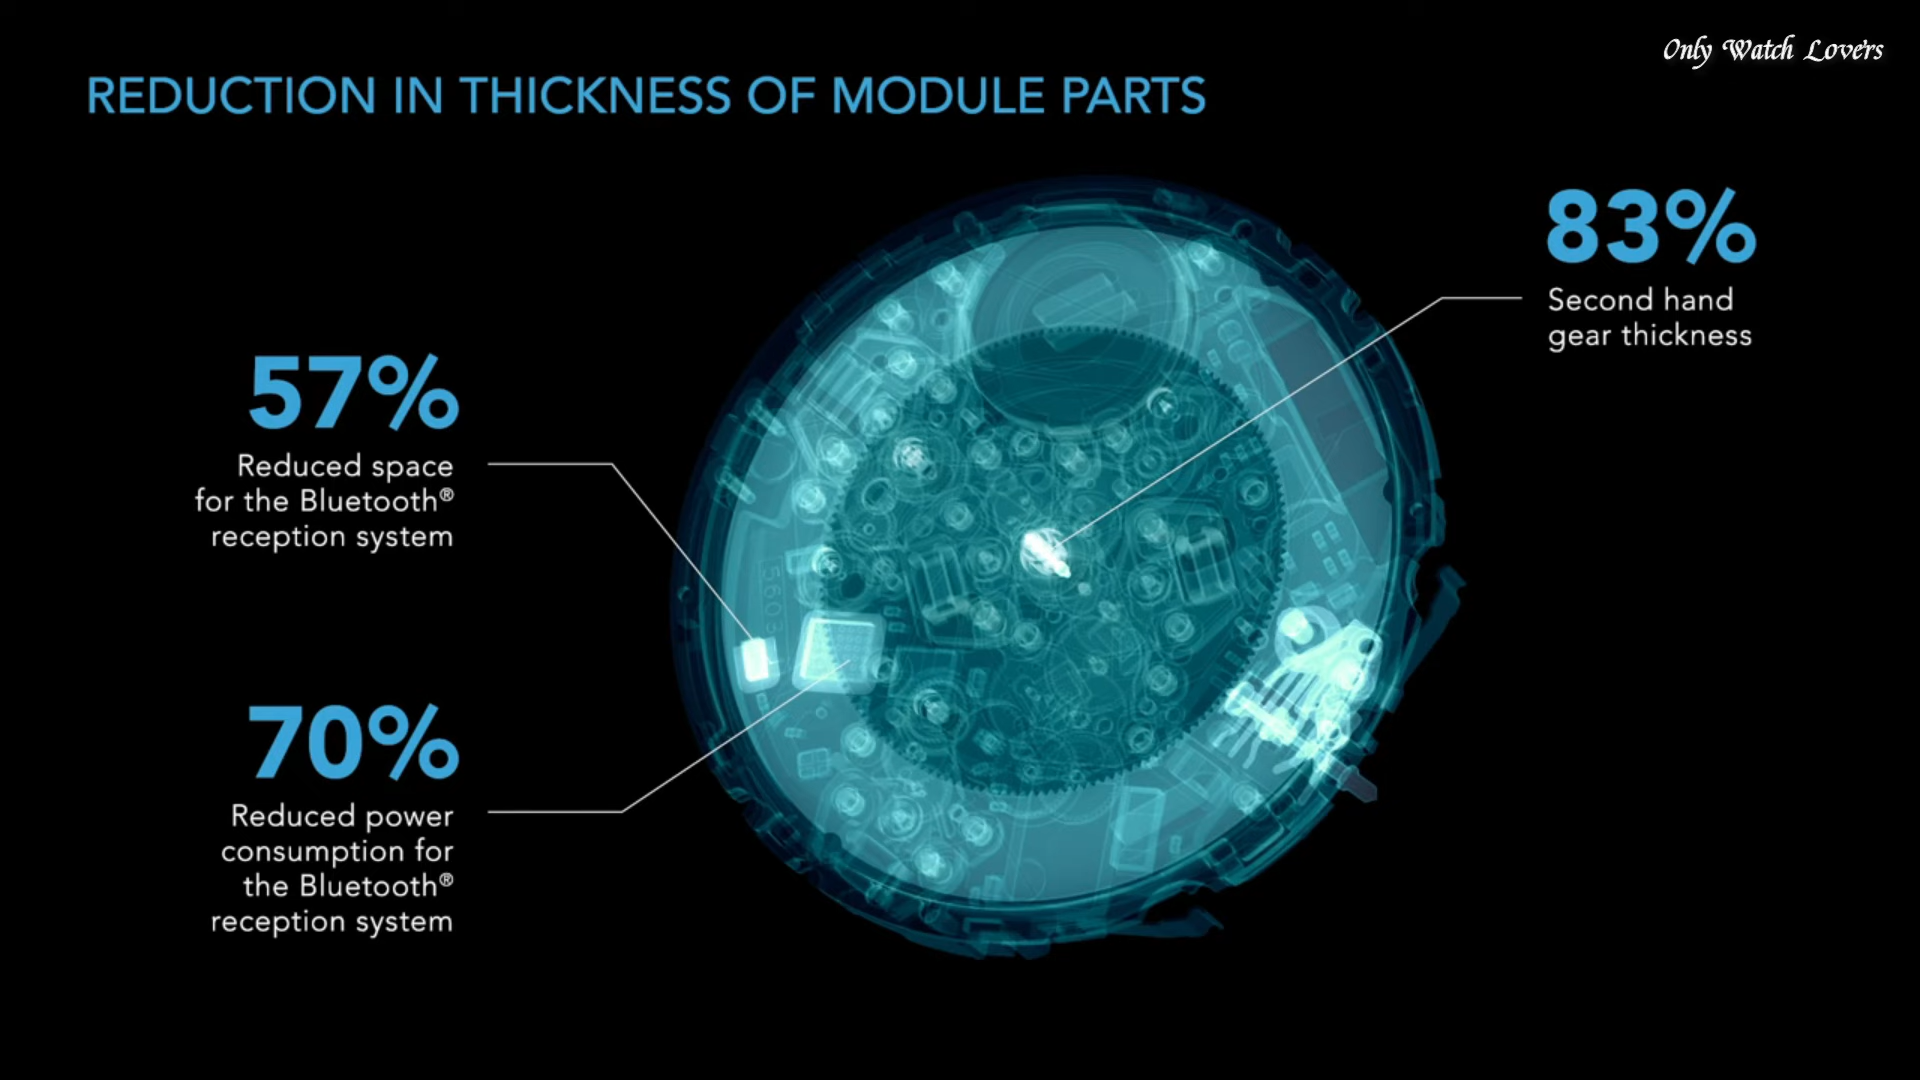 Only Watch Lovers
REDUCTION IN THICKNESS OF MODULE PARTS
83%
Second hand
gear thickness
57%
Reduced space
for the Bluetooth®
reception system
70%
Reduced power
consumption for
the Bluetooth®
reception system